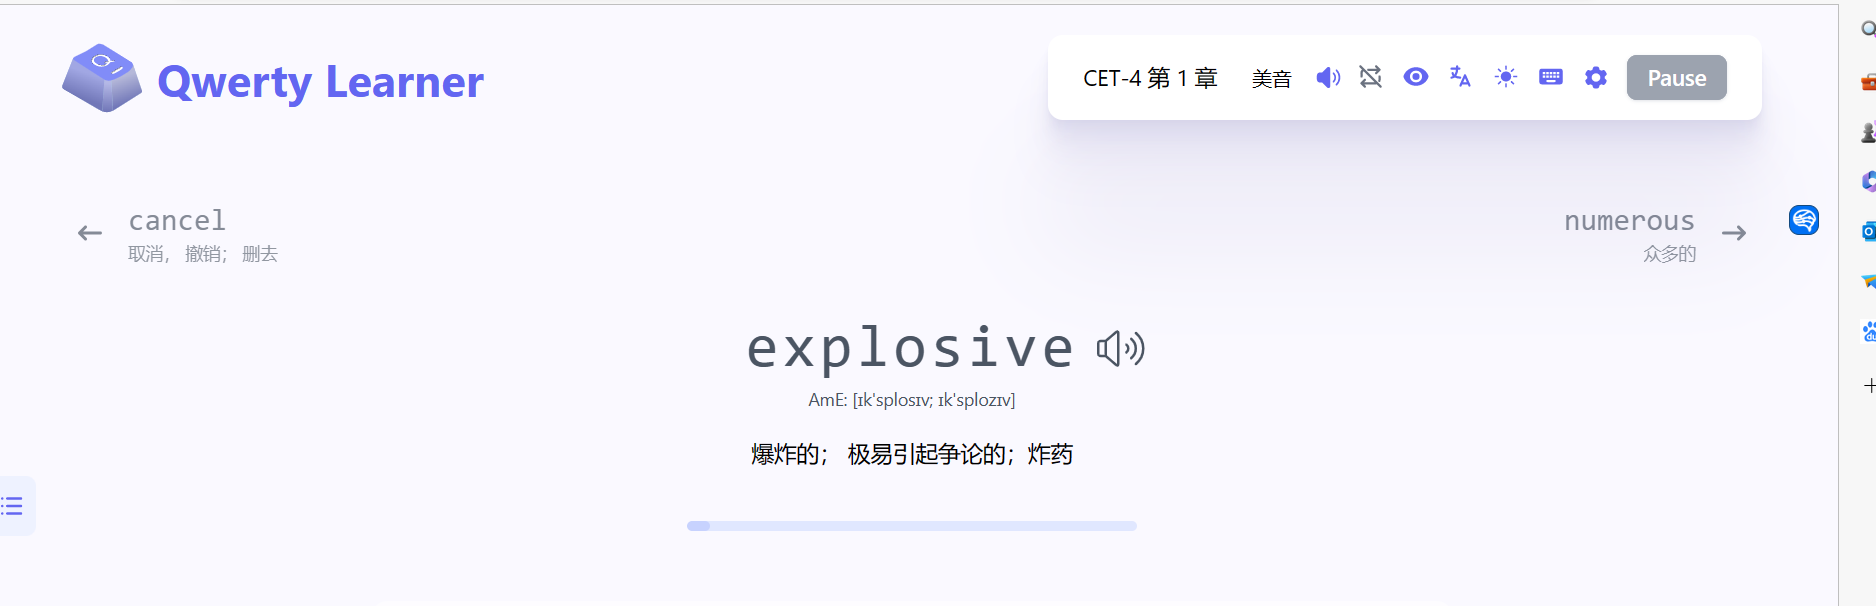 Qwerty Learner
CET-4 第 1 章 美音 Pause
cancel
取消， 撤销； 删去
numerous
众多的
explosive
AmE: [ɪk'splosɪv; ɪk'splozɪv]
爆炸的； 极易引起争论的；炸药